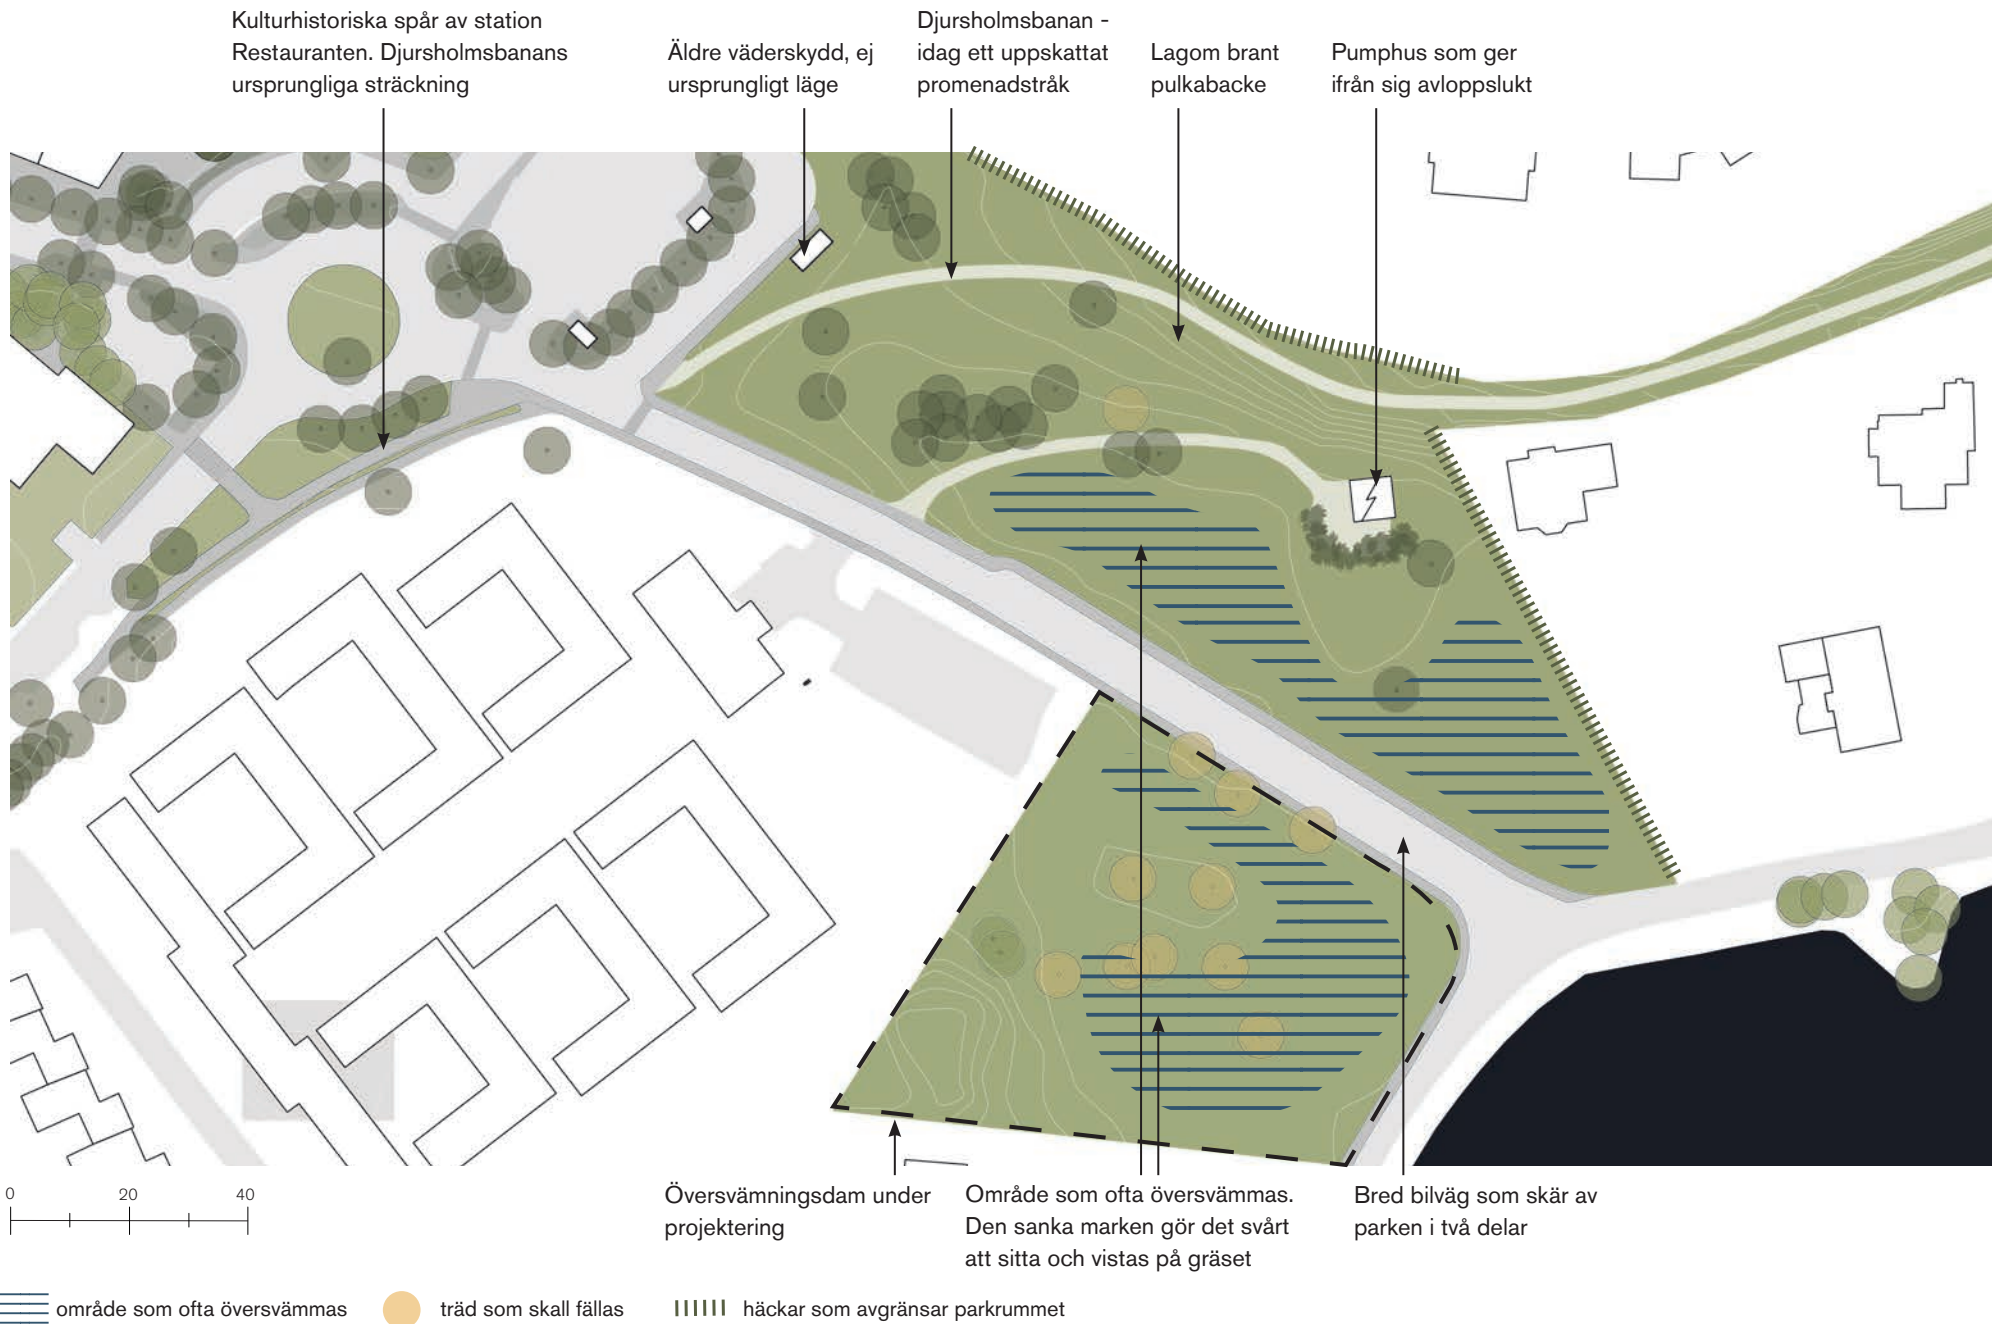 Kulturhistoriska spår av station
Restauranten. Djursholmsbanans
ursprungliga sträckning
Äldre väderskydd, ej
ursprungligt läge
Djursholmsbanan -
idag ett uppskattat
promenadstråk
Lagom brant
pulkabacke
Pumphus som ger
ifrån sig avloppslukt
Översvämningsdam under
projektering
Område som ofta översvämmas.
Den sanka marken gör det svårt
att sitta och vistas på gräset
Bred bilväg som skär av
parken i två delar
0 20 40
område som ofta översvämmas
träd som skall fällas
häckar som avgränsar parkrummet